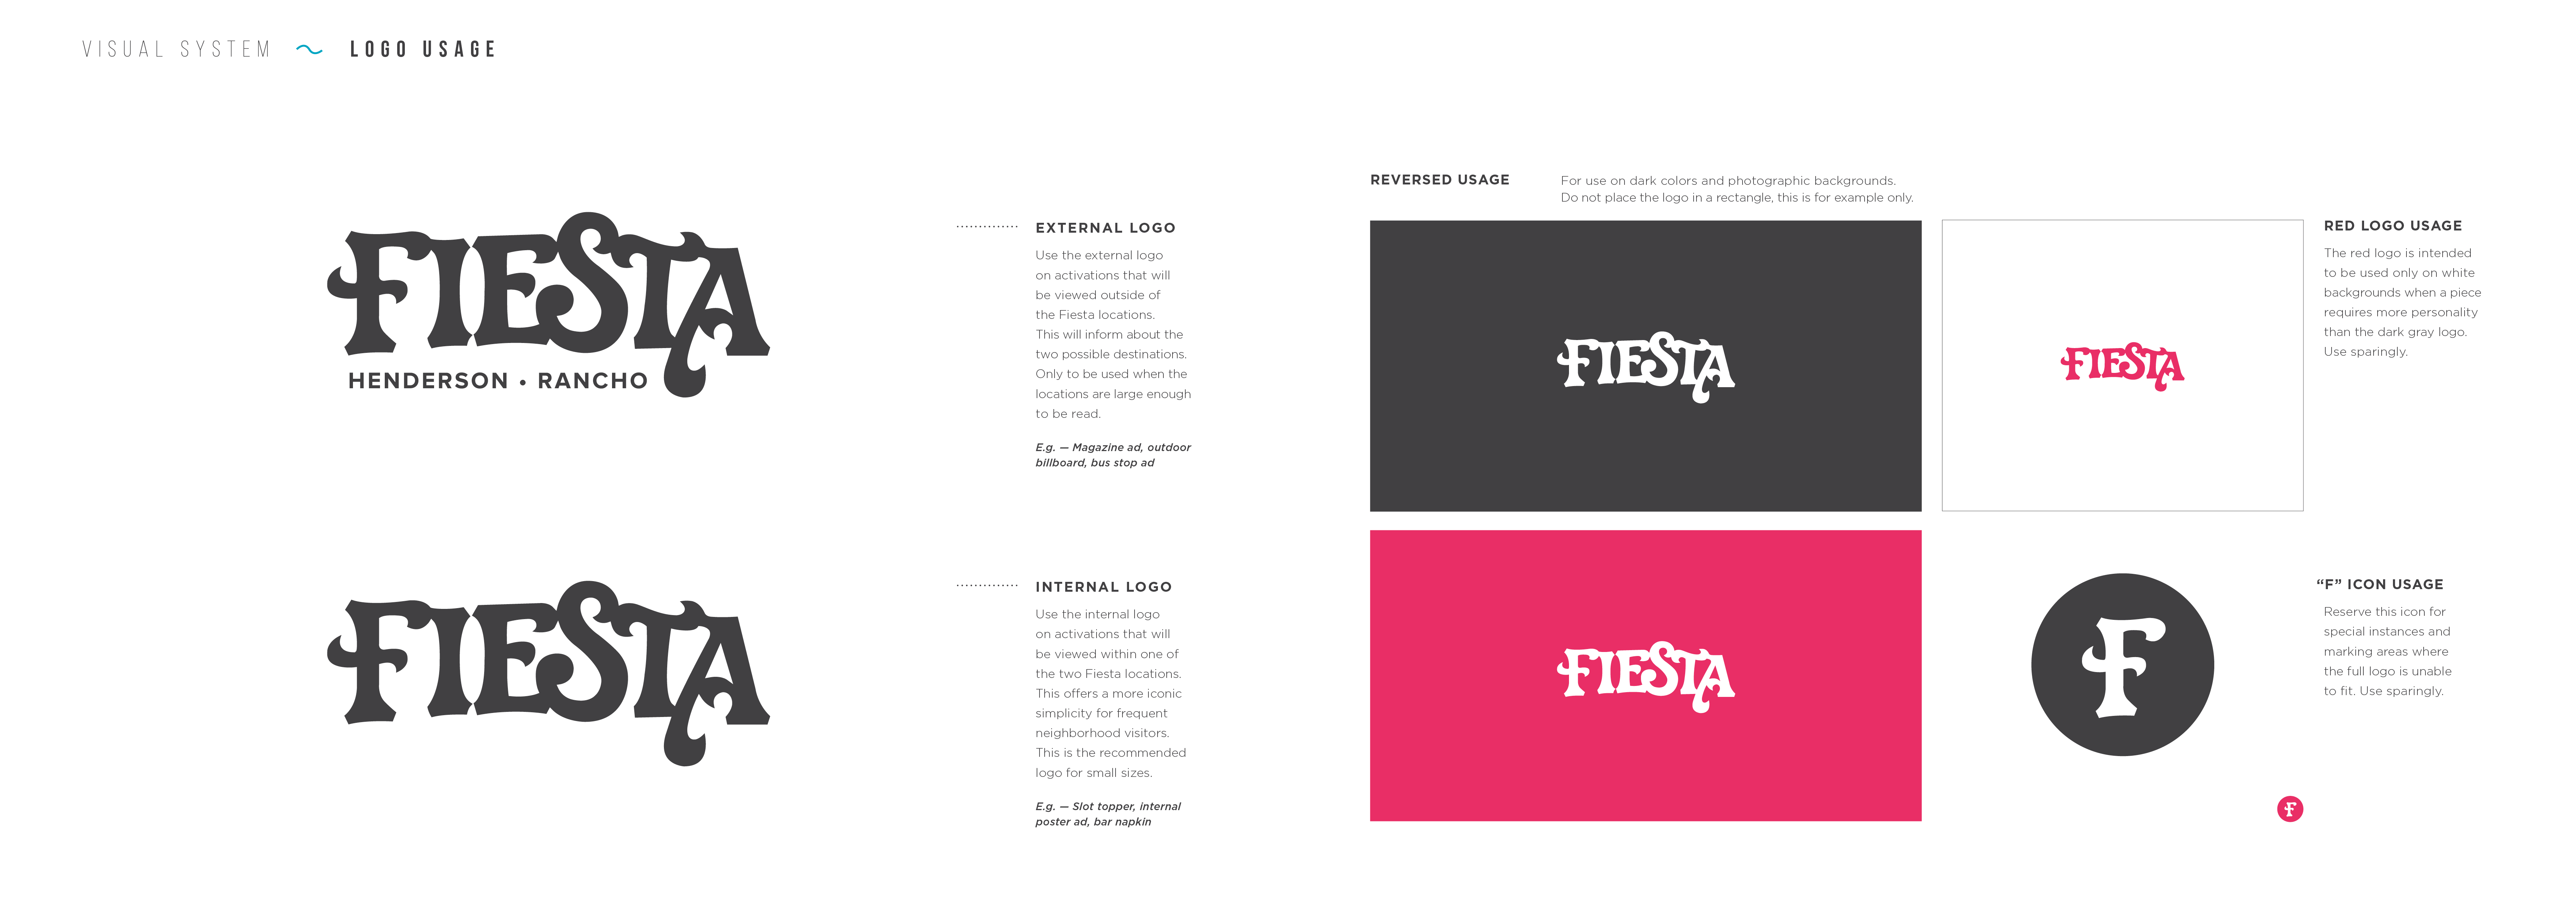 VISUAL SYSTEM ~ LOGO USAGE
FIESTA
HENDERSON • RANCHO
EXTERNAL LOGO
Use the external logo
on activations that will
be viewed outside of
the Fiesta locations.
This will inform about the
two possible destinations.
Only to be used when the
locations are large enough
to be read.
E.g. — Magazine ad, outdoor
billboard, bus stop ad
FIESTA
INTERNAL LOGO
Use the internal logo
on activations that will
be viewed within one of
the two Fiesta locations.
This offers a more iconic
simplicity for frequent
neighborhood visitors.
This is the recommended
logo for small sizes.
E.g. — Slot topper, internal
poster ad, bar napkin
REVERSED USAGE
For use on dark colors and photographic backgrounds.
Do not place the logo in a rectangle, this is for example only.
FIESTA
FIESTA
FIESTA
RED LOGO USAGE
The red logo is intended
to be used only on white
backgrounds when a piece
requires more personality
than the dark gray logo.
Use sparingly.
F
“F” ICON USAGE
Reserve this icon for
special instances and
marking areas where
the full logo is unable
to fit. Use sparingly.
F